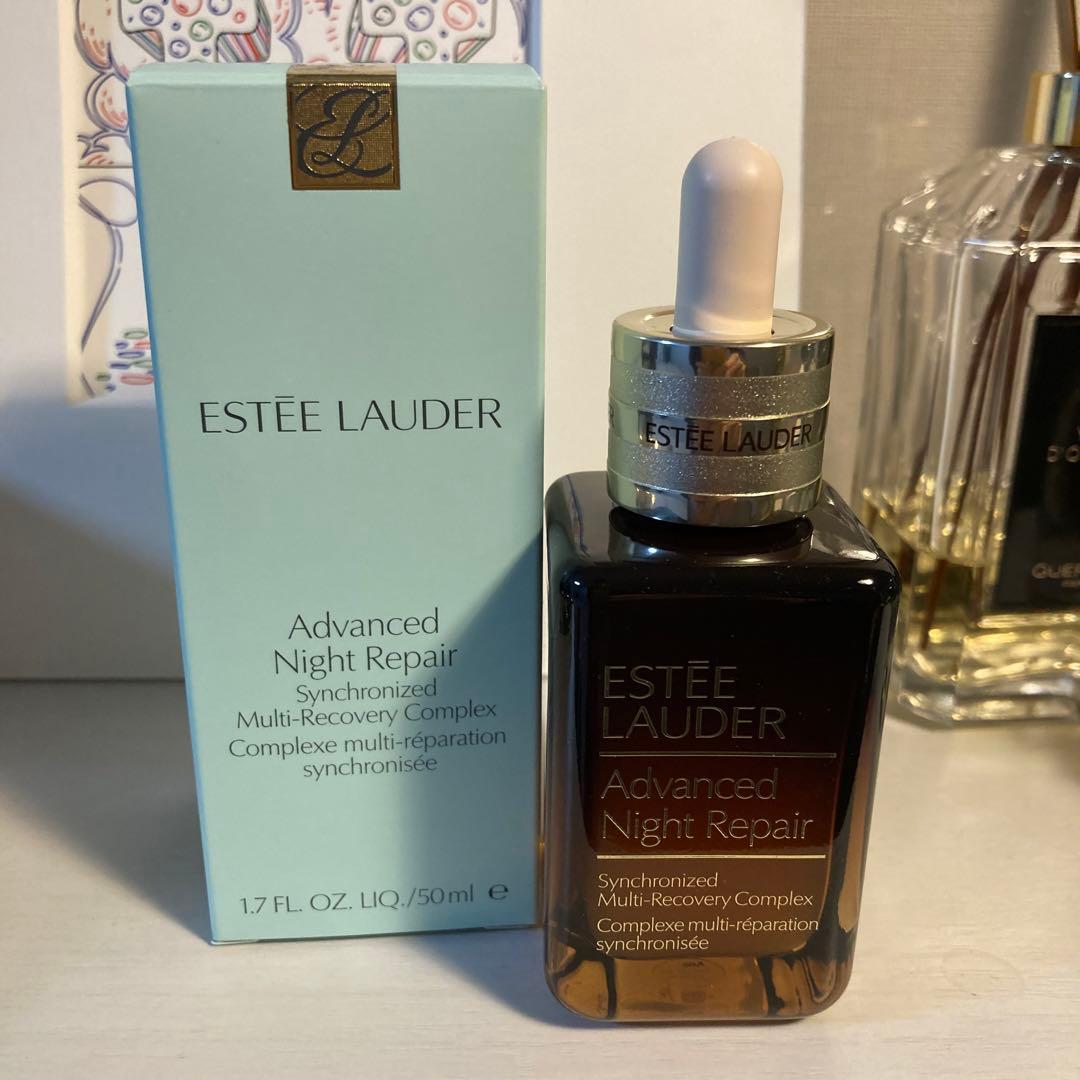 ESTĒE LAUDER
Advanced
Night Repair
Synchronized
Multi-Recovery Complex
Complexe multi-réparation
synchronisée
1.7 FL. OZ. LIQ./50 ml ℮
ESTĒE LAUDER
ESTĒE
LAUDER
Advanced
Night Repair
Synchronized
Multi-Recovery Complex
Complexe multi-réparation
synchronisée